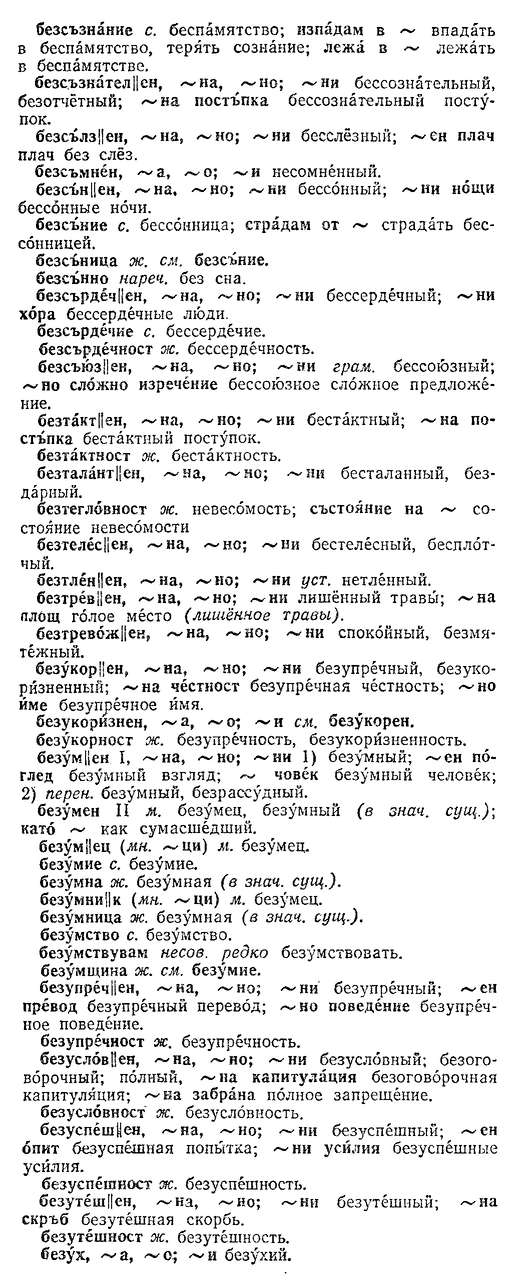 безсъзна́ние с. беспа́мятство; изпа́дам в ~ впада́ть
в беспа́мятство, теря́ть созна́ние; лежа́ в ~ лежа́ть
в беспа́мятстве.
безсъзна́тел||ен, ~на, ~но; ~ни бессозна́тельный,
безотчётный; ~на постъ́пка бессозна́тельный посту́-
пок.
безсъ́лз||ен, ~на, ~но; ~ни бесслёзный; ~ен плач
плач без слёз.
безсъмне́н, ~а, ~о; ~и несомне́нный.
безсъ́н||ен, ~на, ~но; ~ни бессо́нный; ~ни но́щи
бессо́нные но́чи.
безсъ́ние с. бессо́нница; стра́дам от ~ страда́ть бес-
со́нницей.
безсъ́ница ж. см. безсъ́ние.
безсъ́нно нареч. без сна.
безсърде́ч||ен, ~на, ~но; ~ни бессерде́чный; ~ни
хо́ра бессерде́чные лю́ди.
безсърде́чие с. бессерде́чие.
безсърде́чност ж. бессерде́чность.
безсъю́з||ен, ~на, ~но; ~ни грам. бессою́зный;
~но сло́жно изрече́ние бессою́зное сло́жное предложе́-
ние.
безта́кт||ен, ~на, ~но; ~ни беста́ктный; ~на по-
стъ́пка беста́ктный посту́пок.
безта́ктност ж. беста́ктность.
безтала́нт||ен, ~на, ~но; ~ни бестала́нный, без-
да́рный.
безтегло́вност ж. невесо́мость; състоя́ние на ~ со-
стоя́ние невесо́мости
безтеле́с||ен, ~на, ~но; ~ни бестеле́сный, беспло́т-
ный.
безтле́н||ен, ~на, ~но; ~ни уст. нетле́нный.
безтре́в||ен, ~на, ~но; ~ни лишённый травы́; ~на
площ го́лое ме́сто (лишённое травы).
безтрево́ж||ен, ~на, ~но; ~ни споко́йный, безмя-
те́жный.
безу́кор||ен, ~на, ~но; ~ни безупре́чный, безуко-
ри́зненный; ~на че́стност безупре́чная че́стность; ~но
и́ме безупре́чное и́мя.
безукори́знен, ~а, ~о; ~и см. безу́корен.
безу́корност ж. безупре́чность, безукори́зненность.
безу́м||ен I, ~на, ~но; ~ни 1) безу́мный; ~ен по́-
глед безу́мный взгляд; ~ чове́к безу́мный челове́к;
2) перен. безу́мный, безрассу́дный.
безу́мен II м. безу́мец, безу́мный (в знач. сущ.);
като́ ~ как сумасше́дший.
безу́м||ец (мн. ~ци) м. безу́мец.
безу́мие с. безу́мие.
безу́мна ж. безу́мная (в знач. сущ.).
безу́мни||к (мн. ~ци) м. безу́мец.
безу́мница ж. безу́мная (в знач. сущ.).
безу́мство с. безу́мство.
безу́мствувам несов. редко безу́мствовать.
безу́мщина ж. см. безу́мие.
безупре́ч||ен, ~на, ~но; ~ни безупре́чный; ~ен
пре́вод безупре́чный перево́д; ~но поведе́ние безупре́ч-
ное поведе́ние.
безупре́чност ж. безупре́чность.
безусло́в||ен, ~на, ~но; ~ни безусло́вный; безого-
во́рочный; по́лный, ~на капитула́ция безогово́рочная
капитуля́ция; ~на забра́на по́лное запреще́ние.
безусло́вност ж. безусло́вность.
безуспе́ш||ен, ~на, ~но; ~ни безуспе́шный; ~ен
о́пит безуспе́шная попы́тка; ~ни уси́лия безуспе́шные
уси́лия.
безуспе́шност ж. безуспе́шность.
безуте́ш||ен, ~на, ~но; ~ни безуте́шный; ~на
скръб безуте́шная скорбь.
безуте́шност ж. безуте́шность.
безу́х, ~а, ~о; ~и безу́хий.